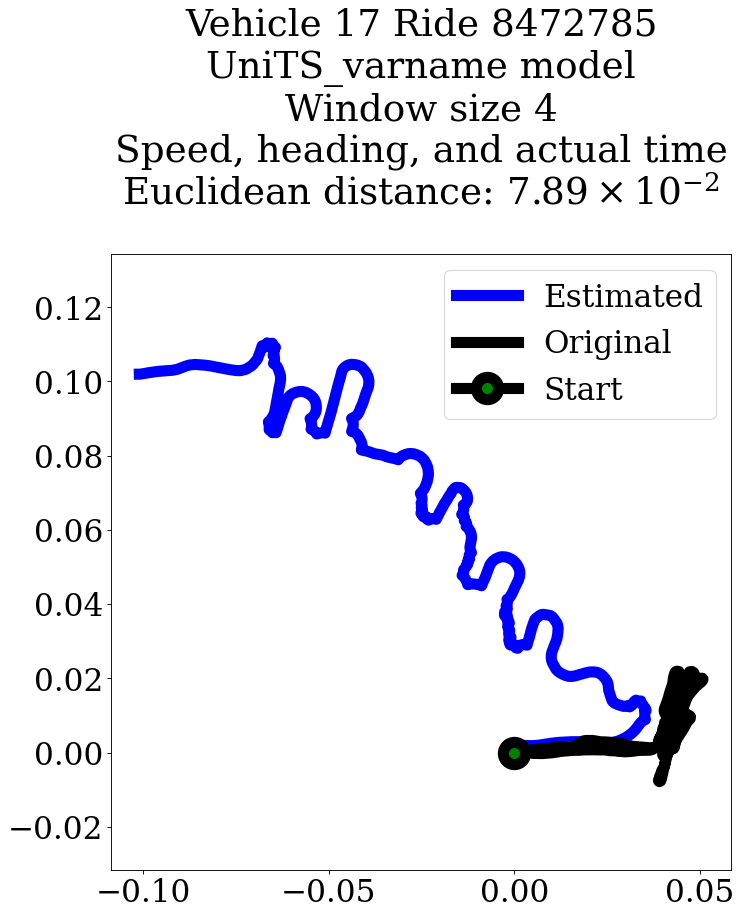 Vehicle 17 Ride 8472785
UniTS_varname model
Window size 4
Speed, heading, and actual time
Euclidean distance: 7.89 × 10⁻²
Estimated
Original
Start
0.12
0.10
0.08
0.06
0.04
0.02
0.00
−0.02
−0.10 −0.05 0.00 0.05